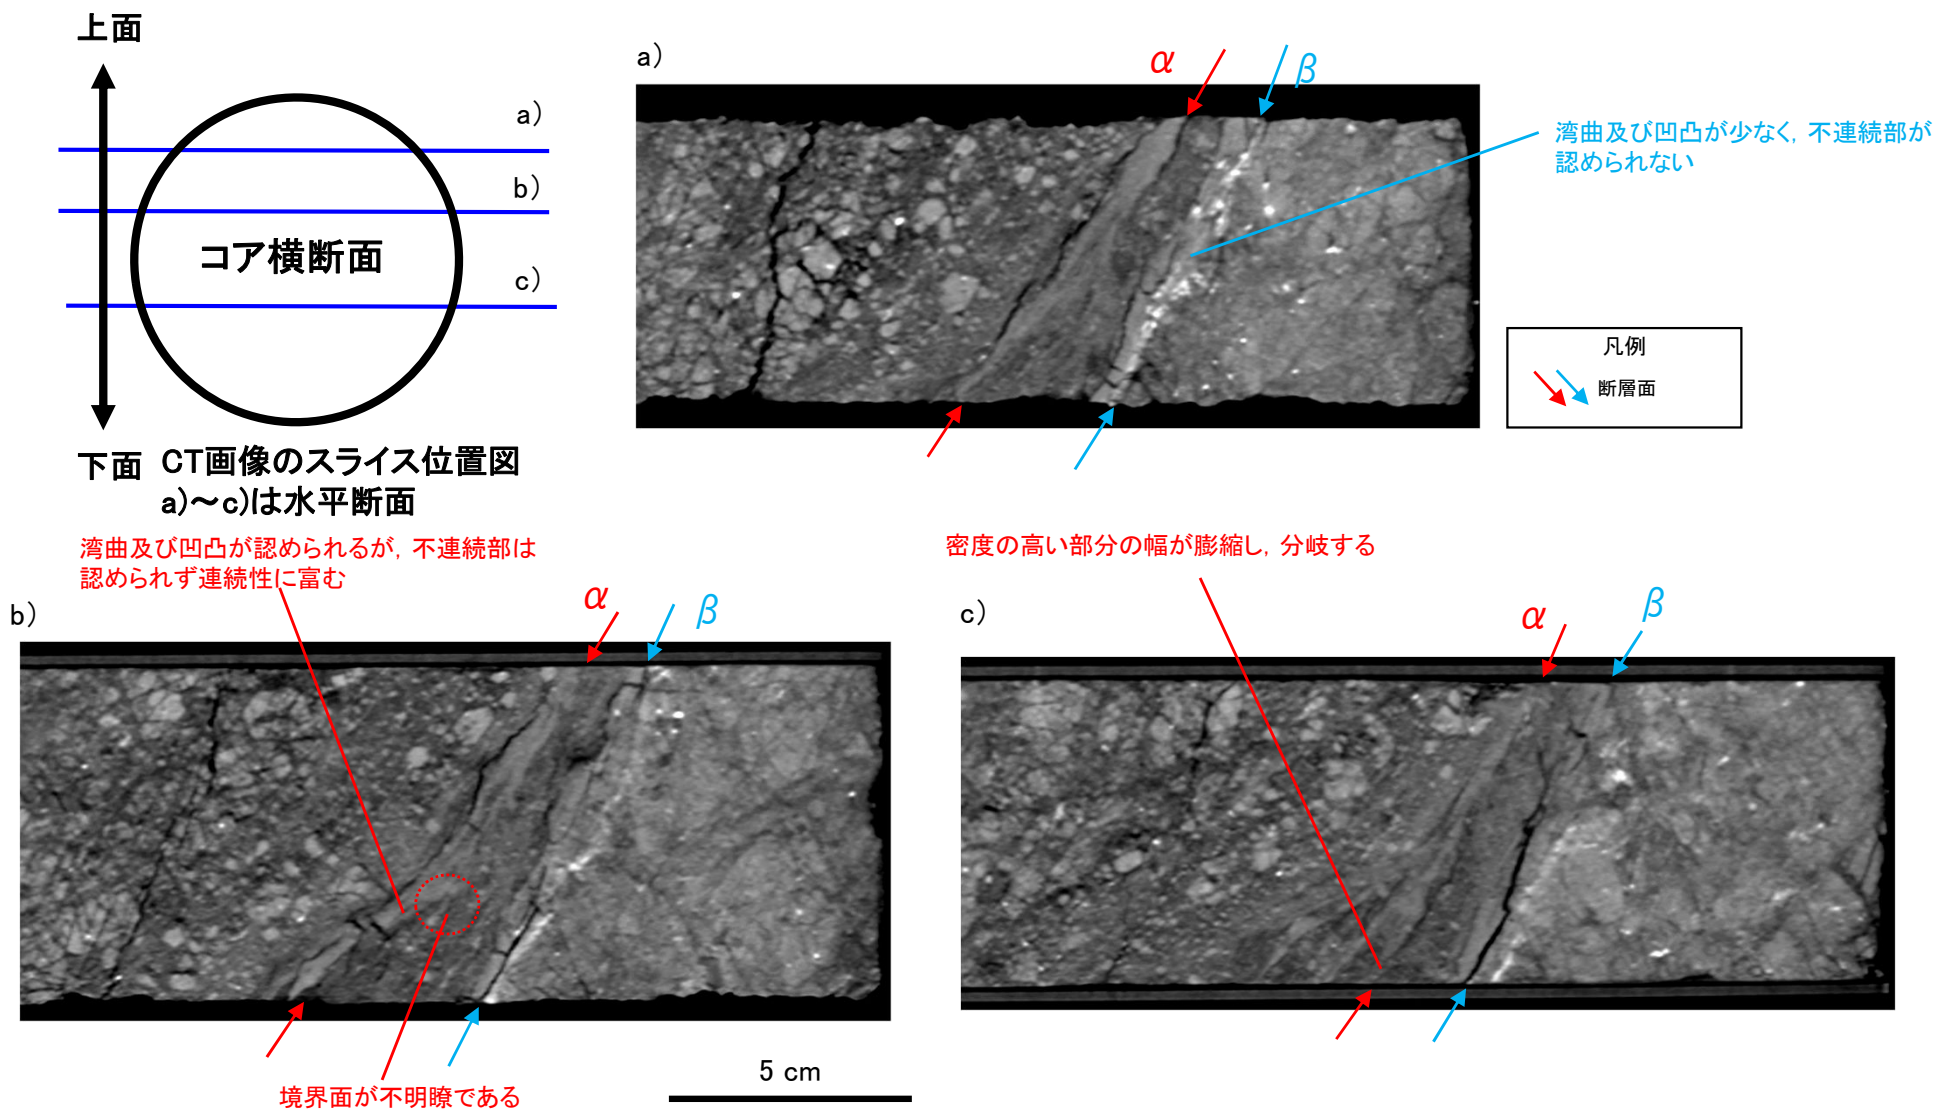 上面
a)
b)
コア横断面
c)
下面
CT画像のスライス位置図
a)～c)は水平断面
a)
α
β
湾曲及び凹凸が少なく，不連続部が
認められない
凡例
断層面
湾曲及び凹凸が認められるが，不連続部は
認められず連続性に富む
b)
α
β
境界面が不明瞭である
密度の高い部分の幅が膨縮し，分岐する
c)
α
β
5 cm